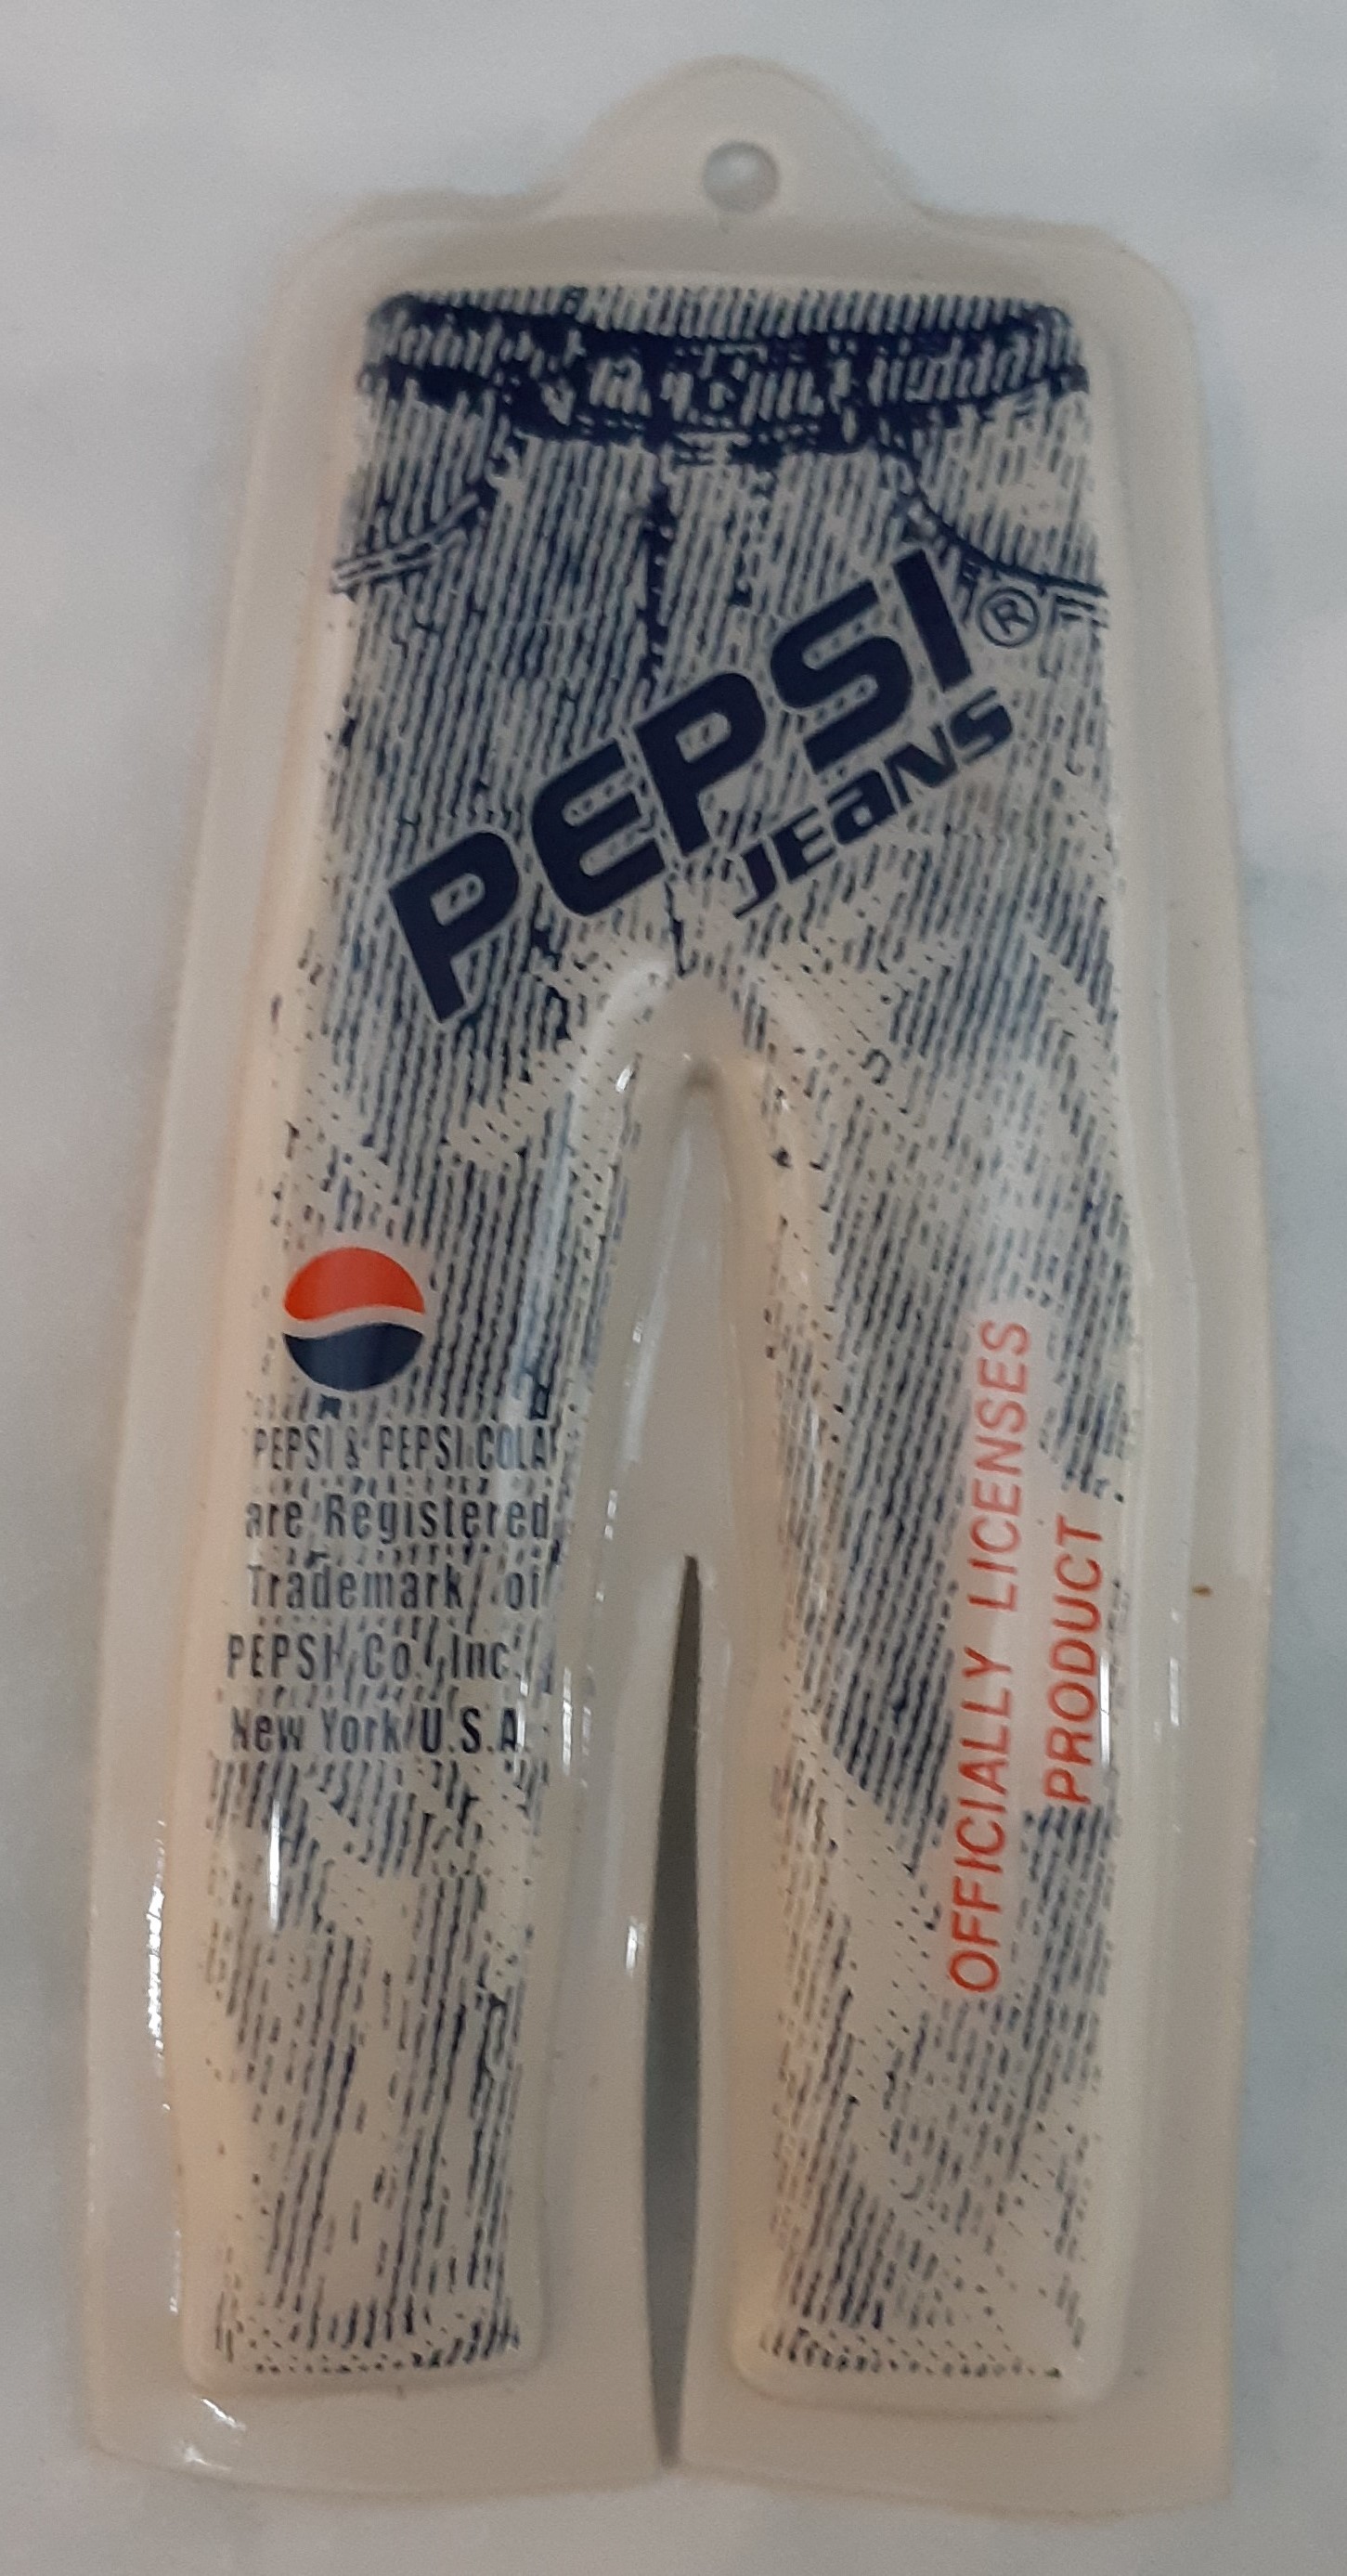 PEPSI®
JEANS
PEPSI & PEPSI COLA
are Registered
Trademark of
PEPSI Co., Inc.
New York U.S.A.
OFFICIALLY LICENSES
PRODUCT